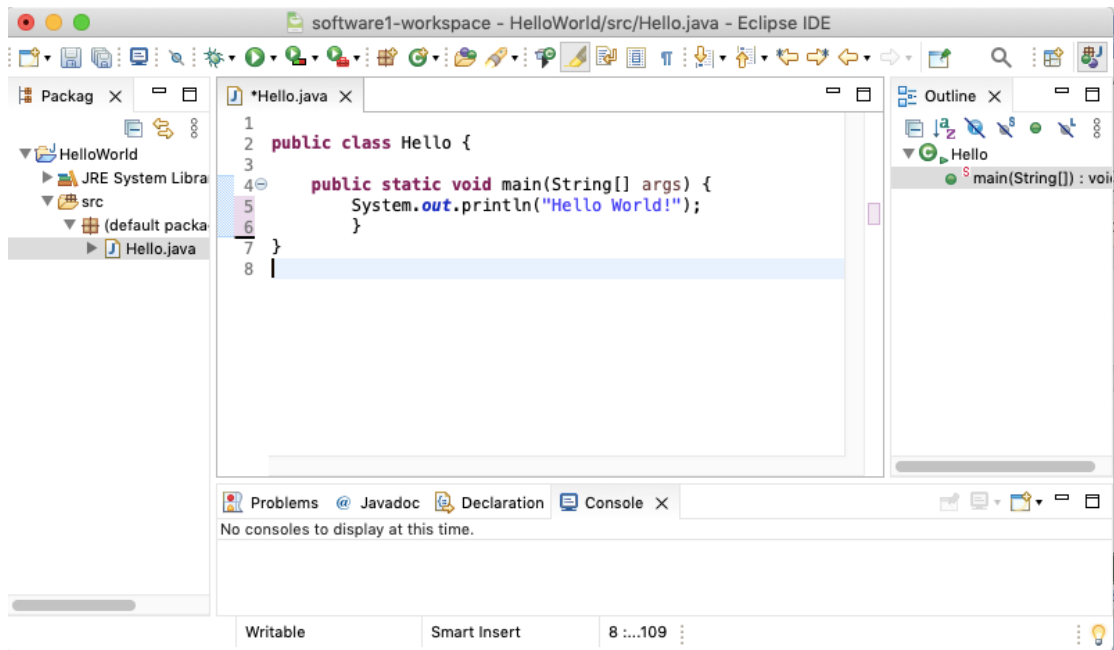 software1-workspace - HelloWorld/src/Hello.java - Eclipse IDE
Packag
HelloWorld
JRE System Libra
src
(default packa
Hello.java
*Hello.java
1
2 public class Hello {
3
4 public static void main(String[] args) {
5 System.out.println("Hello World!");
6 }
7 }
8
Outline
Hello
main(String[]) : voi
Problems @ Javadoc Declaration Console
No consoles to display at this time.
Writable Smart Insert 8 :...109